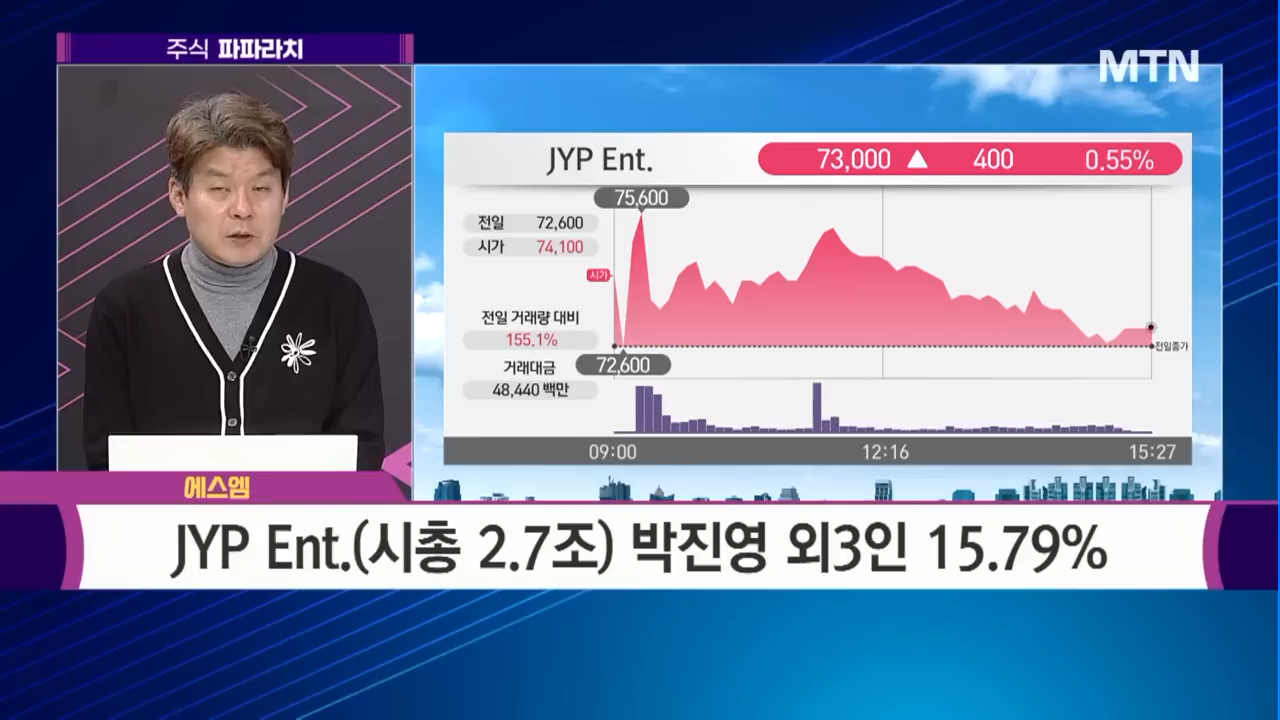 주식 파파라치
MTN
JYP Ent.
73,000 ▲ 400 0.55%
75,600
전일 72,600
시가 74,100
시가
전일 거래량 대비
155.1%
전일종가
거래대금
72,600
48,440 백만
09:00 12:16 15:27
에스엠
JYP Ent.(시총 2.7조) 박진영 외3인 15.79%